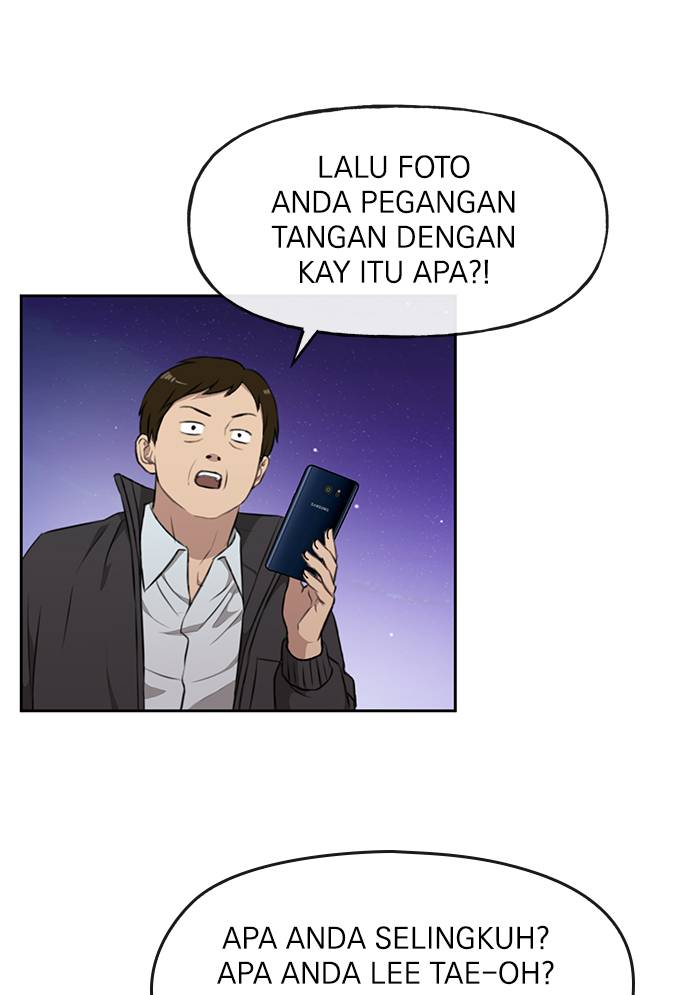 LALU FOTO
ANDA PEGANGAN
TANGAN DENGAN
KAY ITU APA?!
SAMSUNG
APA ANDA SELINGKUH?
APA ANDA LEE TAE-OH?